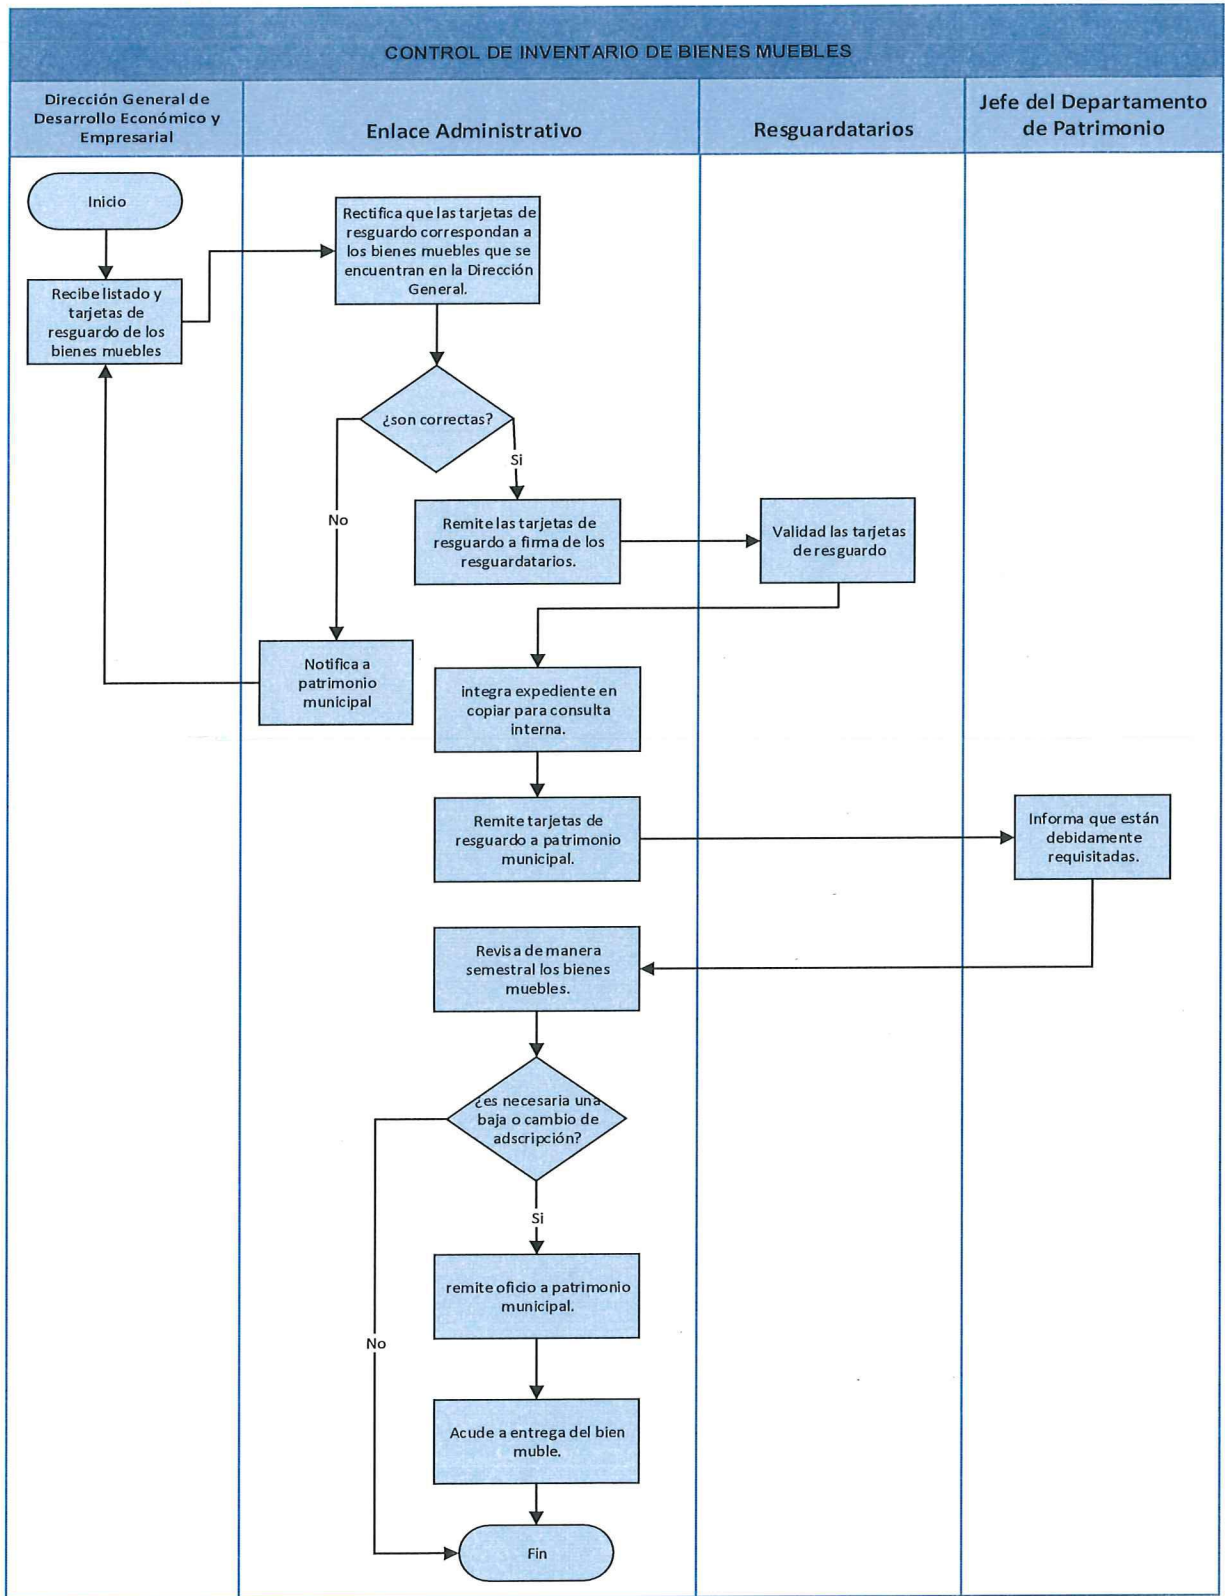 CONTROL DE INVENTARIO DE BIENES MUEBLES
Dirección General de
Desarrollo Económico y
Empresarial
Enlace Administrativo
Resguardatarios
Jefe del Departamento
de Patrimonio
Inicio
Recibe listado y
tarjetas de
resguardo de los
bienes muebles
Rectifica que las tarjetas de
resguardo correspondan a
los bienes muebles que se
encuentran en la Dirección
General.
¿son correctas?
Si
No
Remite las tarjetas de
resguardo a firma de los
resguardatarios.
Validad las tarjetas
de resguardo
Notifica a
patrimonio
municipal
integra expediente en
copiar para consulta
interna.
Remite tarjetas de
resguardo a patrimonio
municipal.
Informa que están
debidamente
requisitadas.
Revisa de manera
semestral los bienes
muebles.
¿es necesaria una
baja o cambio de
adscripción?
Si
remite oficio a patrimonio
municipal.
No
Acude a entrega del bien
muble.
Fin